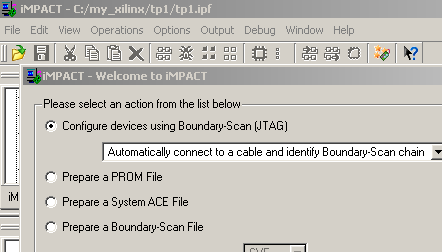 iMPACT - C:/my_xilinx/tp1/tp1.ipf
File Edit View Operations Options Output Debug Window Help
iMPACT - Welcome to iMPACT
Please select an action from the list below
Configure devices using Boundary-Scan (JTAG)
Automatically connect to a cable and identify Boundary-Scan chain
Prepare a PROM File
iM
Prepare a System ACE File
Prepare a Boundary-Scan File
SVF